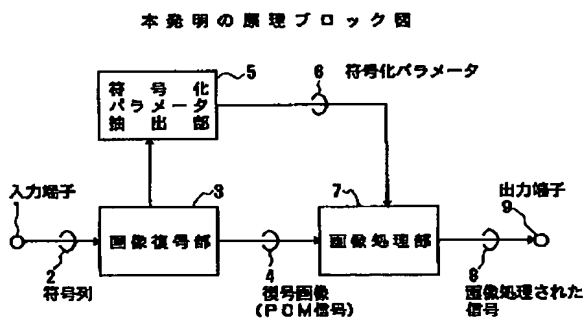 本発明の原理ブロック図
5
6 符号化パラメータ
符号化
パラメータ
抽出部
入力端子
1
3
7
出力端子
9
画像復号部
画像処理部
2
符号列
4
復号画像
(PCM信号)
8
画像処理された
信号